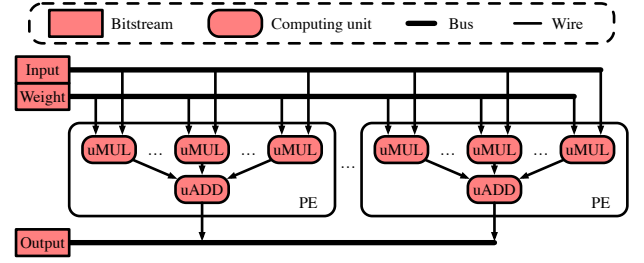 Bitstream Computing unit Bus Wire
Input
Weight
uMUL ... uMUL ... uMUL ... uMUL ... uMUL ... uMUL
uADD PE uADD PE
Output